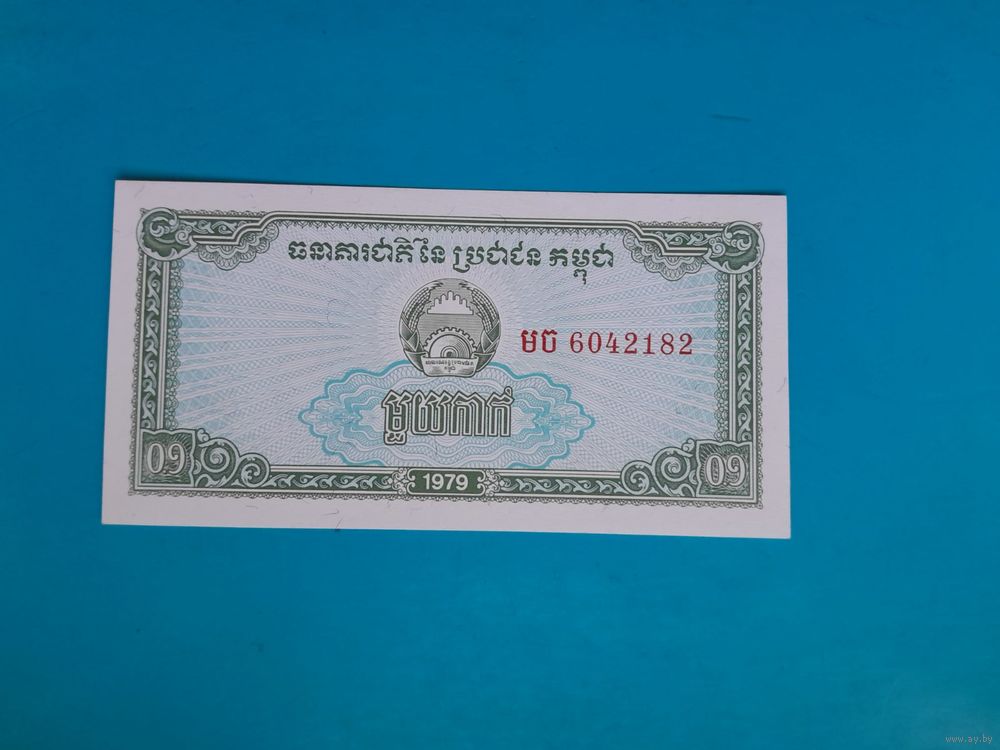 ធនាគារជាតិ នៃ ប្រជាជន កម្ពុជា
មច 6042182
មួយកាក់
០១ 1979 ០១
www.ay.by